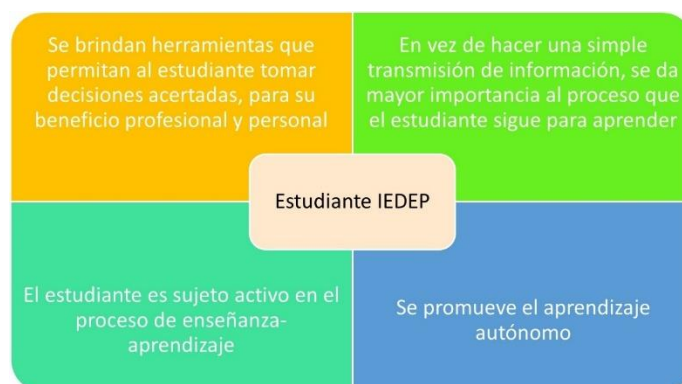 Se brindan herramientas que
permitan al estudiante tomar
decisiones acertadas, para su
beneficio profesional y personal
En vez de hacer una simple
transmisión de información, se da
mayor importancia al proceso que
el estudiante sigue para aprender
Estudiante IEDEP
El estudiante es sujeto activo en el
proceso de enseñanza-
aprendizaje
Se promueve el aprendizaje
autónomo